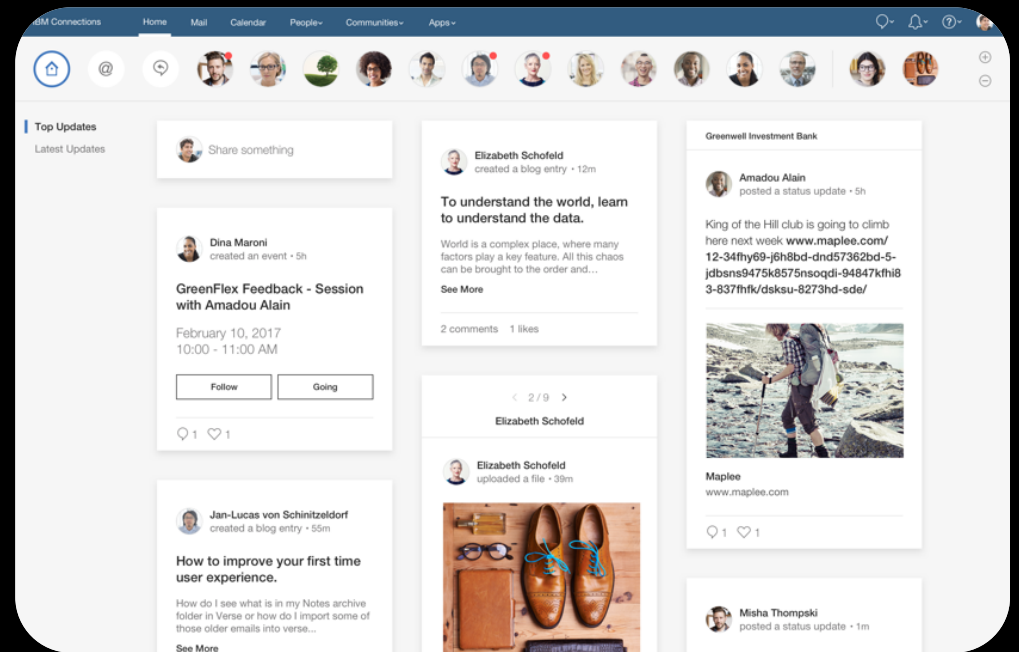 IBM Connections
Home
Mail
Calendar
People
Communities
Apps
Top Updates
Latest Updates
Share something
Dina Maroni
created an event • 5h
GreenFlex Feedback - Session
with Amadou Alain
February 10, 2017
10:00 - 11:00 AM
Follow
Going
1
1
Jan-Lucas von Schinitzeldorf
created a blog entry • 55m
How to improve your first time
user experience.
How do I see what is in my Notes archive
folder in Verse or how do I import some of
those older emails into verse...
See More
Elizabeth Schofeld
created a blog entry • 12m
To understand the world, learn
to understand the data.
World is a complex place, where many
factors play a key feature. All this chaos
can be brought to the order and...
See More
2 comments 1 likes
2 / 9
Elizabeth Schofeld
Elizabeth Schofeld
uploaded a file • 39m
Greenwell Investment Bank
Amadou Alain
posted a status update • 5h
King of the Hill club is going to climb
here next week www.maplee.com/
12-34fhy69-j6h8bd-dnd57362bd-5-
jdbsns9475k8575nsoqdi-94847kfhi8
3-837fhfk/dsksu-8273hd-sde/
Maplee
www.maplee.com
1
1
Misha Thompski
posted a status update • 1m